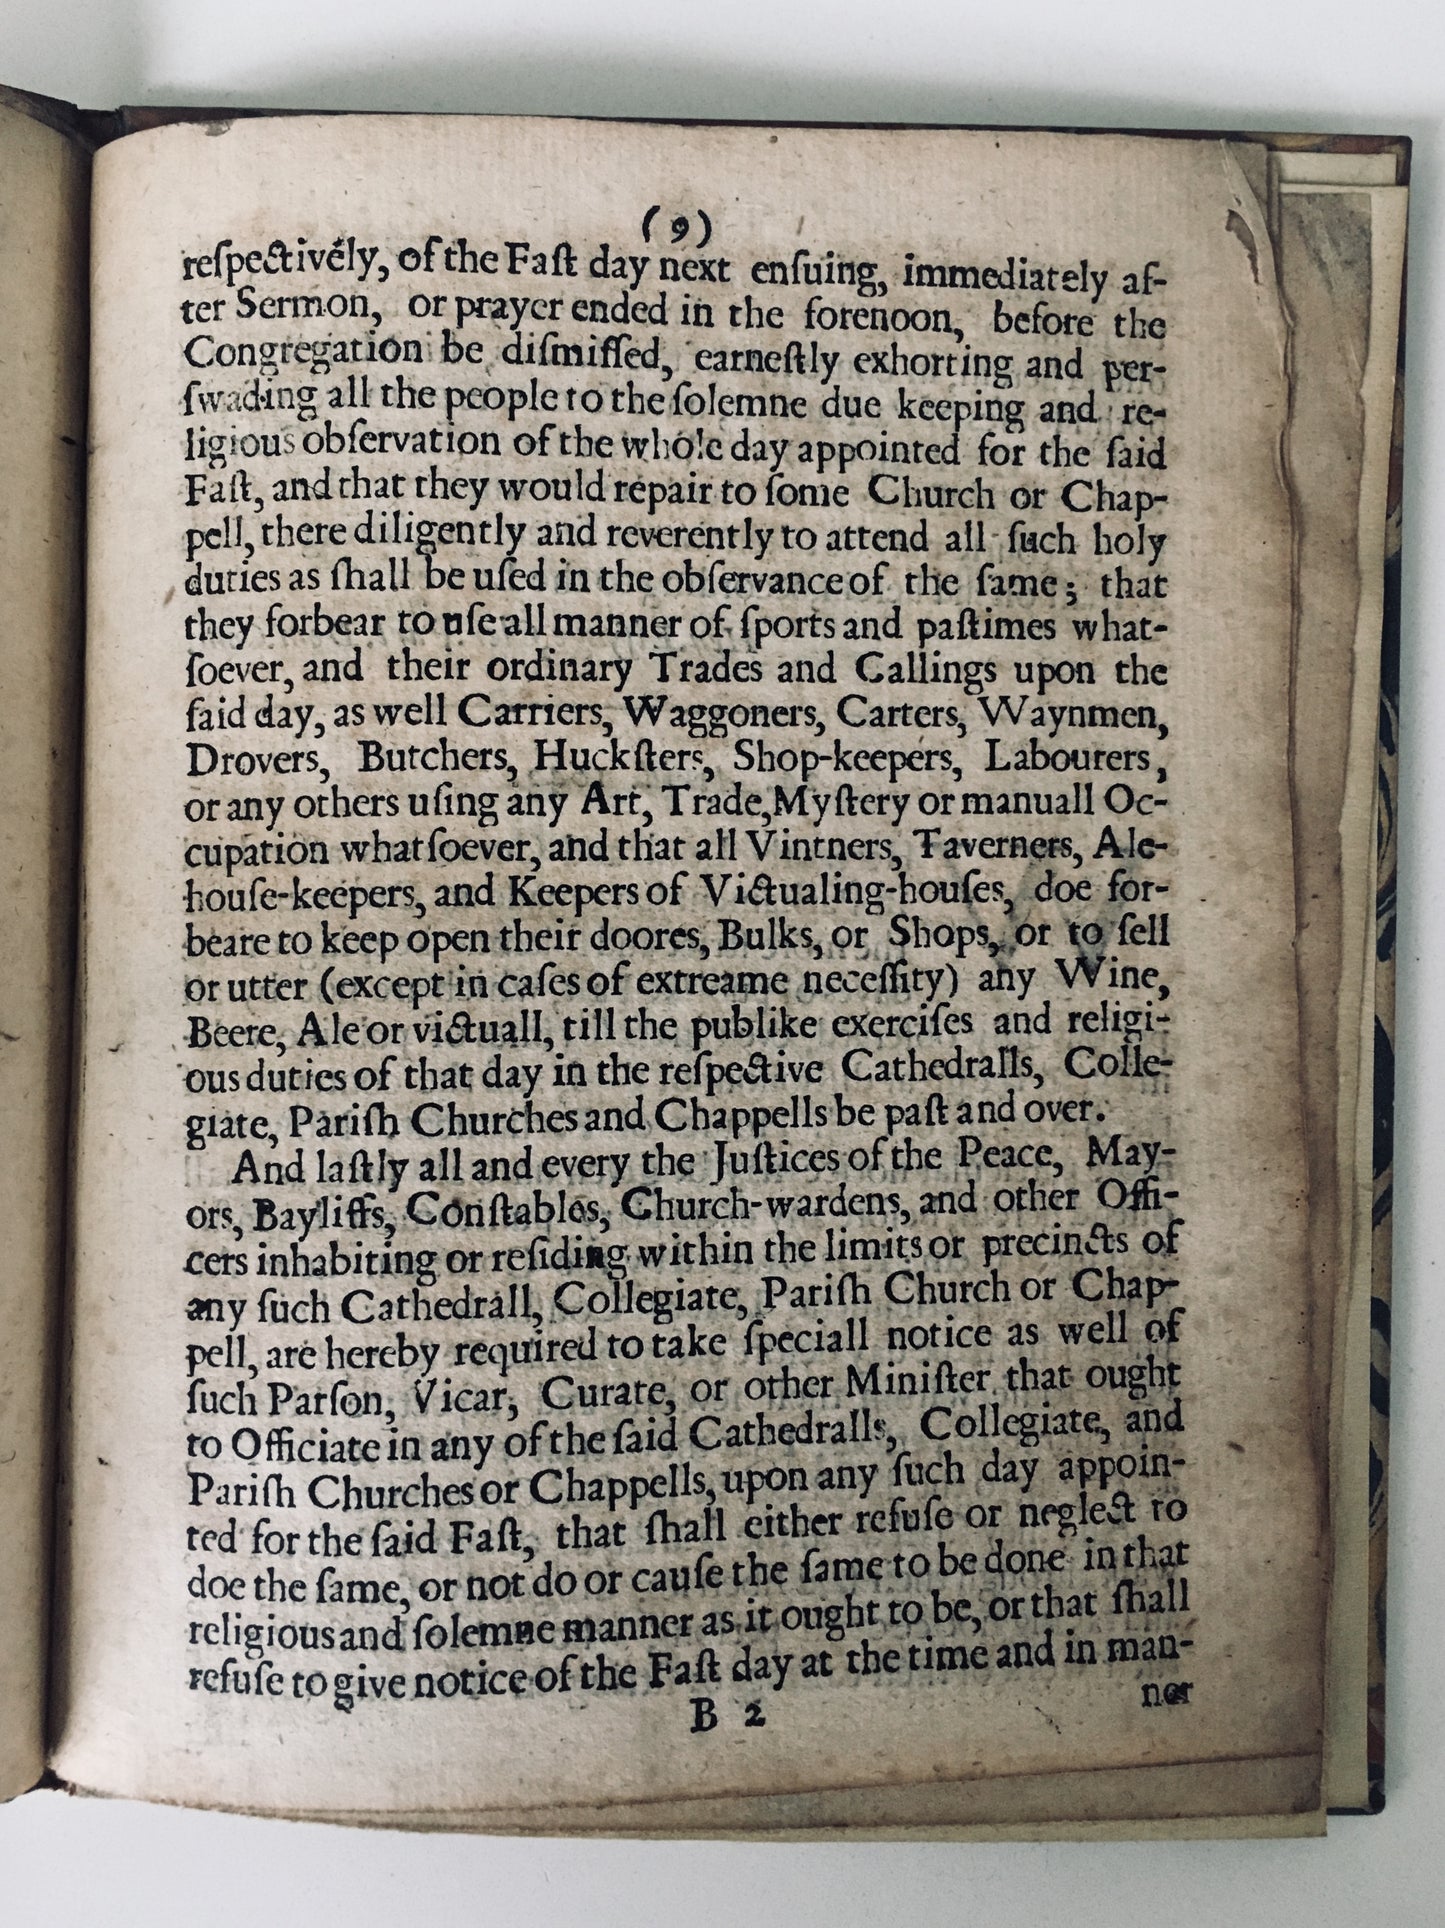 (9)
reſpectively, of the Faſt day next enſuing, immediately af-
ter Sermon, or prayer ended in the forenoon, before the
Congregation be diſmiſſed, earneſtly exhorting and per-
ſwading all the people to the ſolemne due keeping and re-
ligious obſervation of the whole day appointed for the ſaid
Faſt, and that they would repair to ſome Church or Chap-
pell, there diligently and reverently to attend all ſuch holy
duties as ſhall be uſed in the obſervance of the ſame; that
they forbear to uſe all manner of ſports and paſtimes what-
ſoever, and their ordinary Trades and Callings upon the
ſaid day, as well Carriers, Waggoners, Carters, Waynmen,
Drovers, Butchers, Huckſters, Shop-keepers, Labourers,
or any others uſing any Art, Trade, Myſtery or manuall Oc-
cupation whatſoever, and that all Vintners, Taverners, Ale-
houſe-keepers, and Keepers of Victualing-houſes, doe for-
beare to keep open their doores, Bulks, or Shops, or to ſell
or utter (except in caſes of extreame neceſſity) any Wine,
Beere, Ale or victuall, till the publike exerciſes and religi-
ous duties of that day in the reſpective Cathedralls, Colle-
giate, Pariſh Churches and Chappells be paſt and over.
And laſtly all and every the Juſtices of the Peace, May-
ors, Bayliffs, Conſtables, Church-wardens, and other Offi-
cers inhabiting or reſiding within the limits or precincts of
any ſuch Cathedrall, Collegiate, Pariſh Church or Chap-
pell, are hereby required to take ſpeciall notice as well of
ſuch Parſon, Vicar, Curate, or other Miniſter that ought
to Officiate in any of the ſaid Cathedralls, Collegiate, and
Pariſh Churches or Chappells, upon any ſuch day appoin-
ted for the ſaid Faſt, that ſhall either refuſe or neglect to
doe the ſame, or not do or cauſe the ſame to be done in that
religious and ſolemne manner as it ought to be, or that ſhall
refuſe to give notice of the Faſt day at the time and in man-
B 2 ner